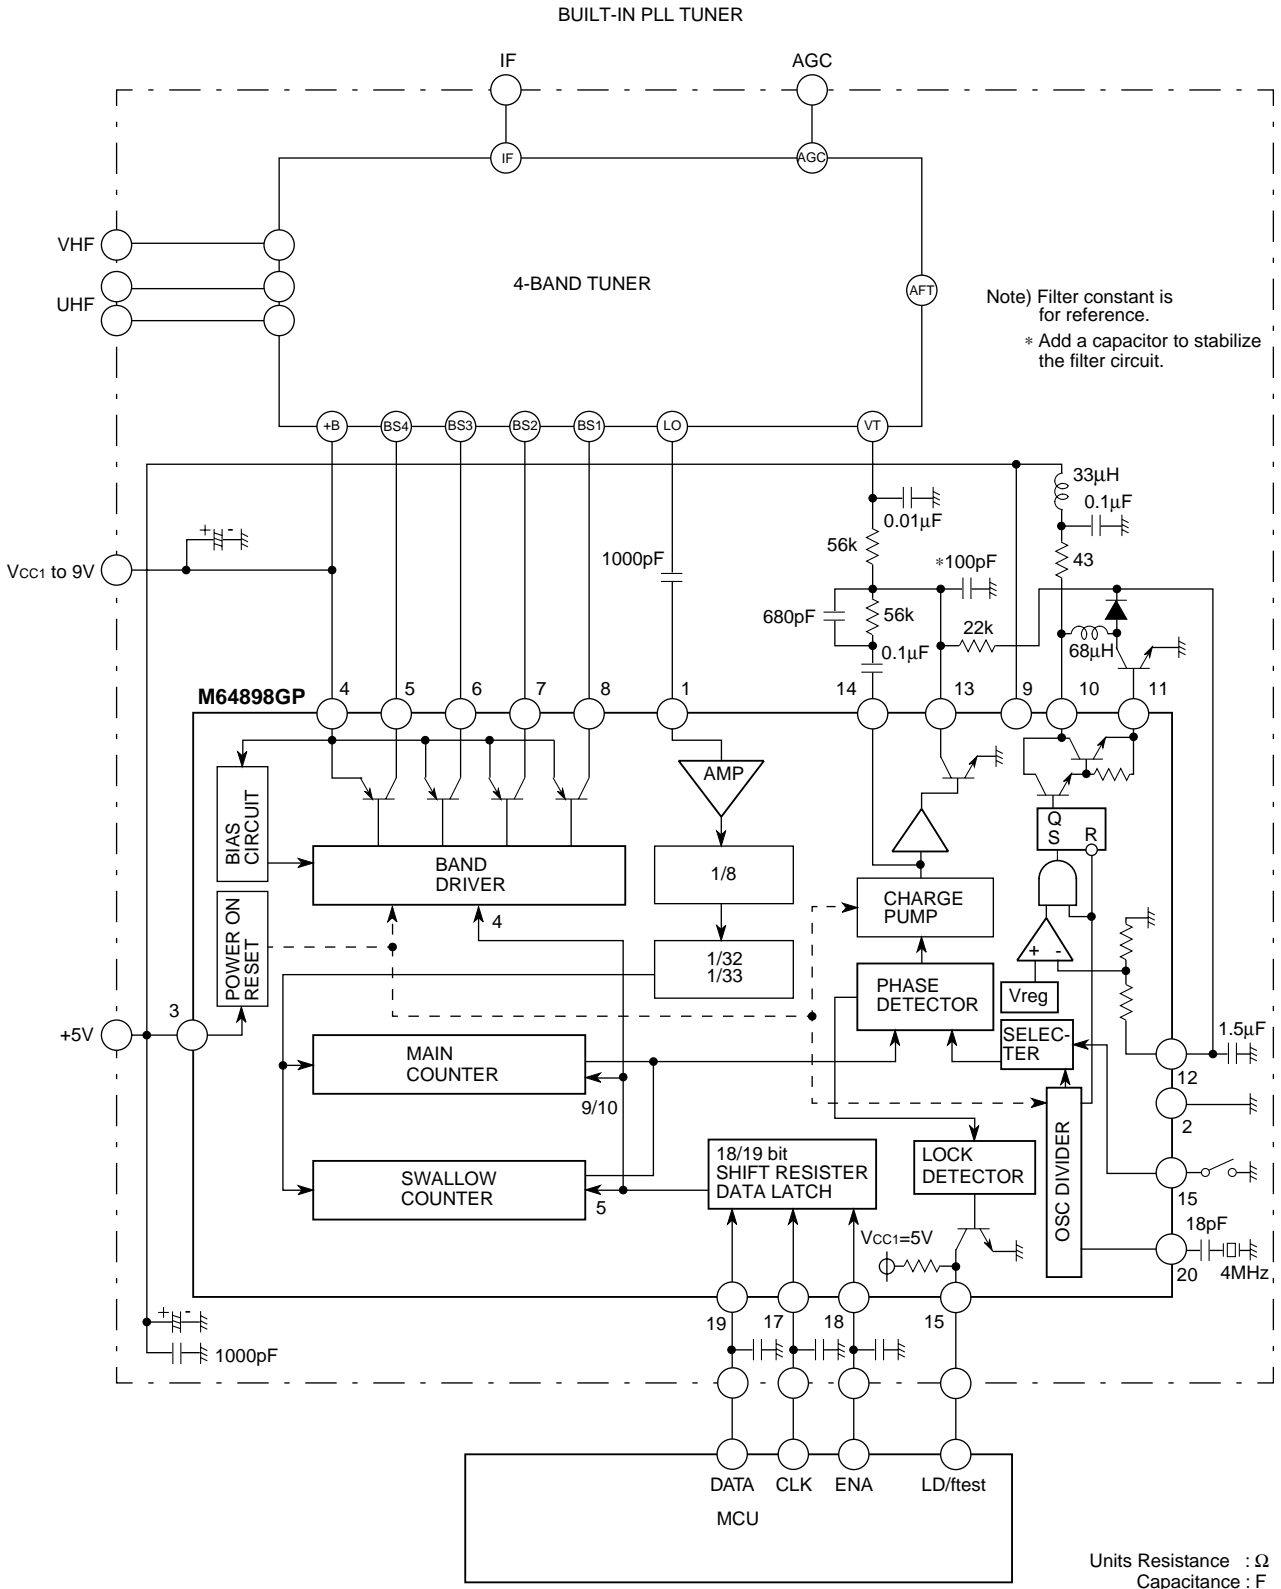 BUILT-IN PLL TUNER
IF
AGC
IF
AGC
VHF
UHF
4-BAND TUNER
AFT
Note) Filter constant is
for reference.
* Add a capacitor to stabilize
the filter circuit.
+B
BS4
BS3
BS2
BS1
LO
VT
33µH
0.1µF
0.01µF
+ -
56k
43
Vcc1 to 9V
1000pF
*100pF
680pF
56k
22k
68µH
0.1µF
M64898GP
4
5
6
7
8
1
14
13
9
10
11
AMP
BIAS
CIRCUIT
Q
S
R
BAND
DRIVER
1/8
CHARGE
PUMP
4
POWER ON
RESET
1/32
1/33
+ -
PHASE
DETECTOR
Vreg
3
+5V
SELEC-
TER
1.5µF
MAIN
COUNTER
12
9/10
2
18/19 bit
SHIFT RESISTER
DATA LATCH
LOCK
DETECTOR
OSC DIVIDER
SWALLOW
COUNTER
5
15
18pF
Vcc1=5V
20
4MHz
+ -
19
17
18
15
1000pF
DATA
CLK
ENA
LD/ftest
MCU
Units Resistance : Ω
Capacitance : F